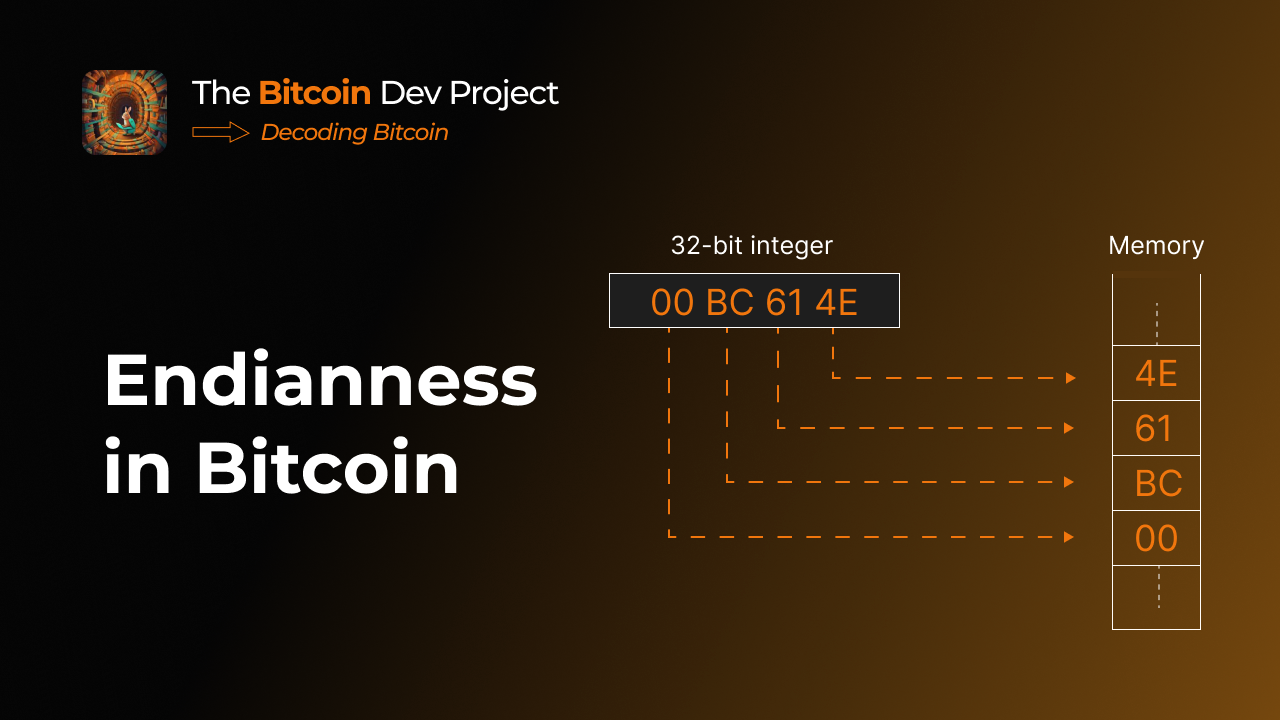 The Bitcoin Dev Project
Decoding Bitcoin
Endianness
in Bitcoin
32-bit integer
00 BC 61 4E
Memory
4E
61
BC
00